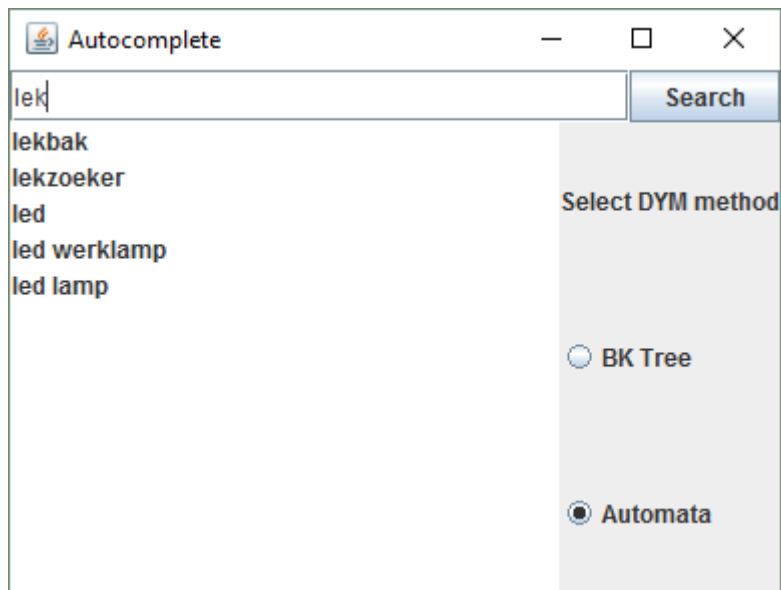 Autocomplete
lek
Search
lekbak
lekzoeker
led
led werklamp
led lamp
Select DYM method
BK Tree
Automata